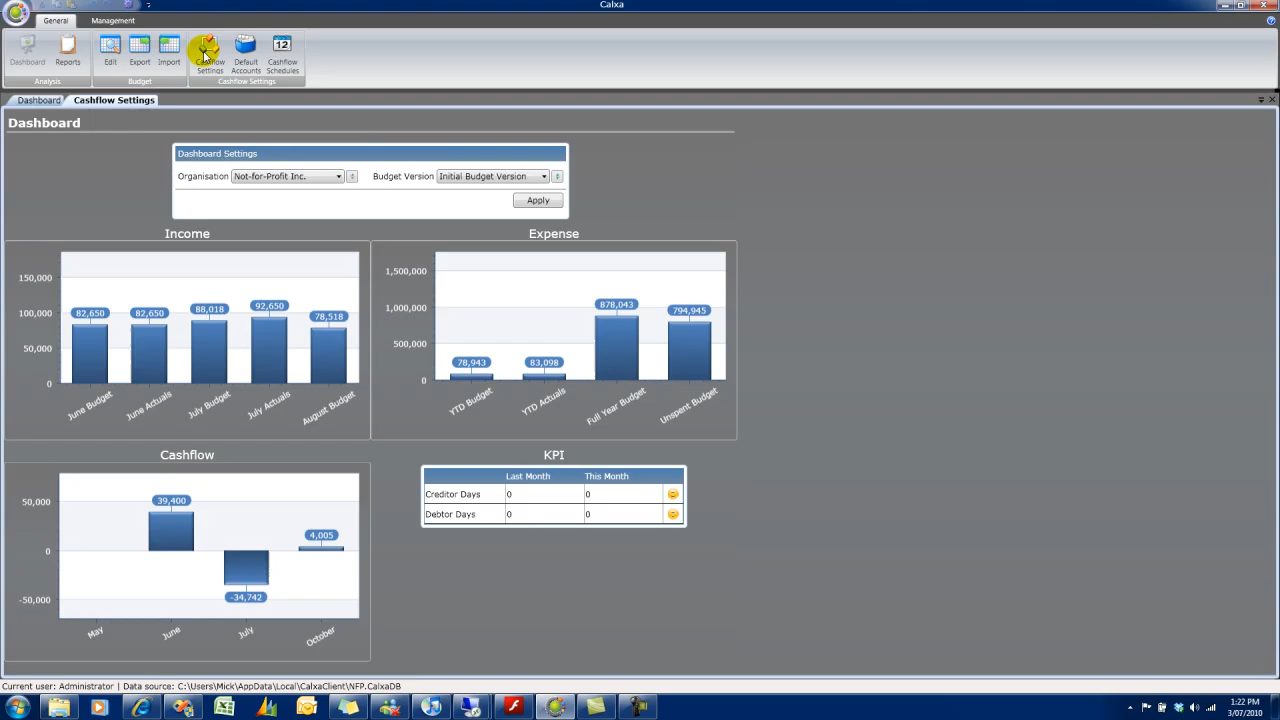 Calxa
General Management
Dashboard Reports Edit Export Import Cashflow Settings Default Accounts Cashflow Schedules
12
Analysis Budget Cashflow Settings
Dashboard Cashflow Settings
Dashboard
Dashboard Settings
Organisation Not-for-Profit Inc. Budget Version Initial Budget Version
Apply
Income
150,000
100,000
50,000
0
82,650 82,650 88,018 92,650 78,518
June Budget June Actuals July Budget July Actuals August Budget
Expense
1,500,000
1,000,000
500,000
0
78,943 83,098 878,043 794,945
YTD Budget YTD Actuals Full Year Budget Unspent Budget
Cashflow
50,000
0
-50,000
39,400 -34,742 4,005
May June July October
KPI
Last Month This Month
Creditor Days 0 0
Debtor Days 0 0
Current user: Administrator | Data source: C:\Users\Mick\AppData\Local\CalxaClient\NFP.CalxaDB
1:22 PM
3/07/2010